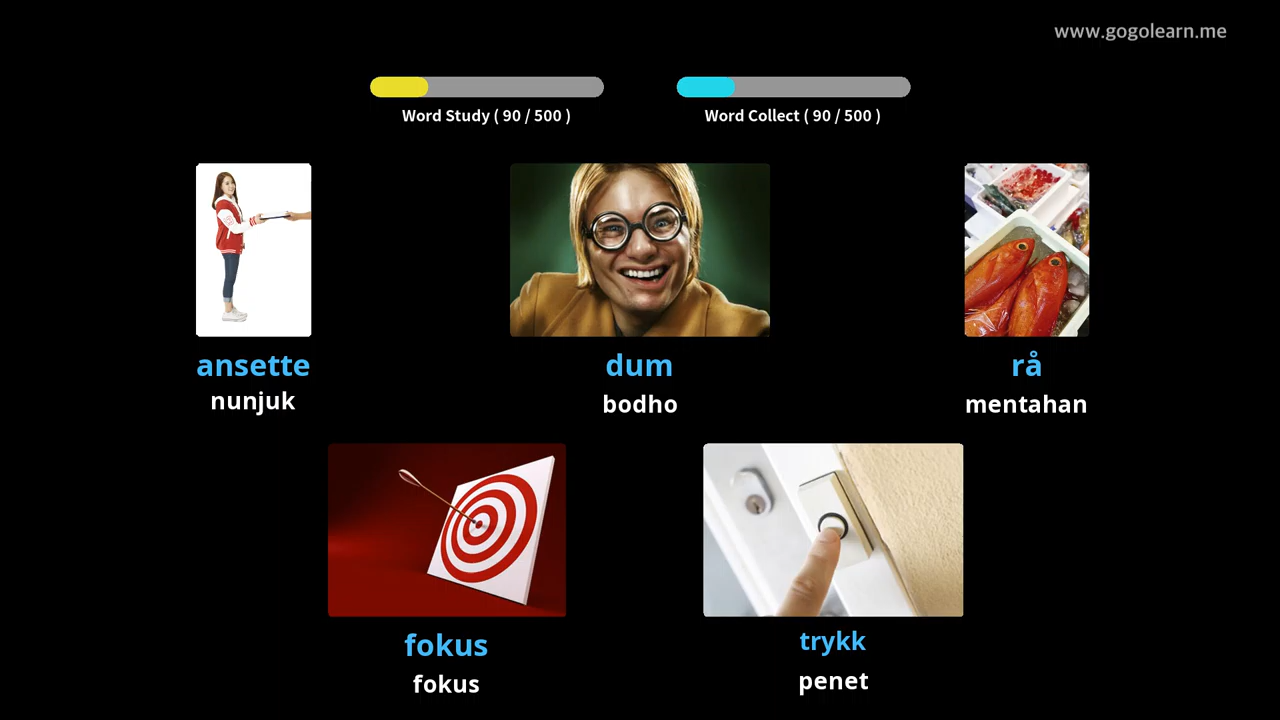 www.gogolearn.me
Word Study ( 90 / 500 )
Word Collect ( 90 / 500 )
ansette
nunjuk
dum
bodho
rå
mentahan
fokus
fokus
trykk
penet